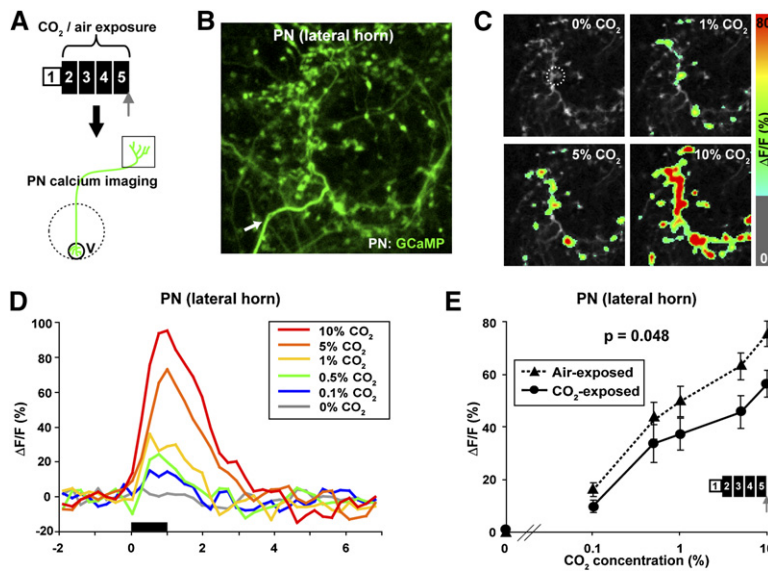 A
CO2 / air exposure
1 2 3 4 5
PN calcium imaging
V
B
PN (lateral horn)
PN: GCaMP
C
0% CO2
1% CO2
5% CO2
10% CO2
80
ΔF/F (%)
0
D
PN (lateral horn)
ΔF/F (%)
100
80
60
40
20
0
-20
-2 0 2 4 6
10% CO2
5% CO2
1% CO2
0.5% CO2
0.1% CO2
0% CO2
E
PN (lateral horn)
p = 0.048
Air-exposed
CO2-exposed
ΔF/F (%)
80
60
40
20
0
1 2 3 4 5
0 0.1 1 10
CO2 concentration (%)